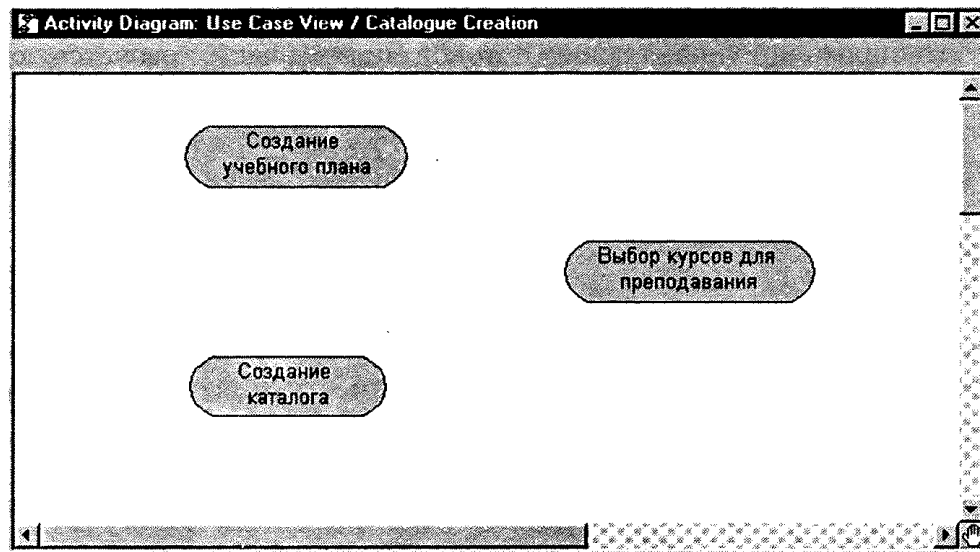 Activity Diagram: Use Case View / Catalogue Creation
Создание
учебного плана
Выбор курсов для
преподавания
Создание
каталога